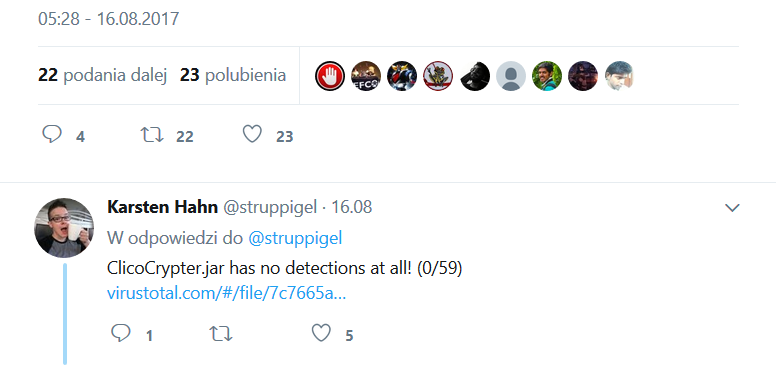 05:28 - 16.08.2017
22 podania dalej 23 polubienia
4 22 23
Karsten Hahn @struppigel · 16.08
W odpowiedzi do @struppigel
ClicoCrypter.jar has no detections at all! (0/59)
virustotal.com/#/file/7c7665a…
1 5